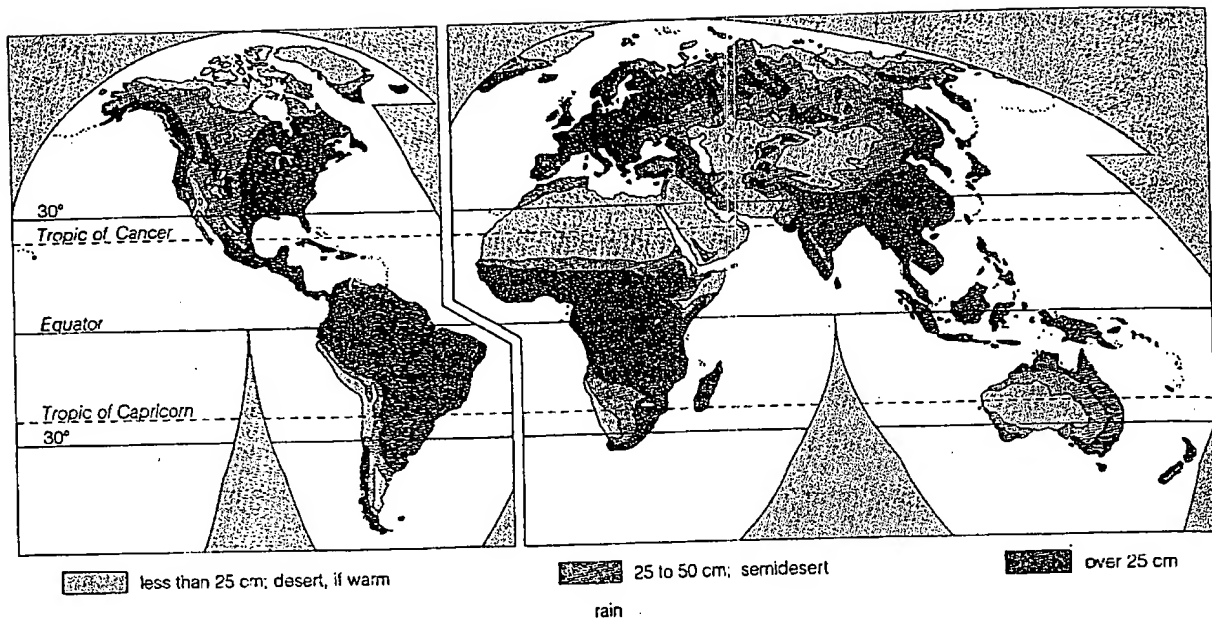 30°
Tropic of Cancer
Equator
Tropic of Capricorn
30°
less than 25 cm; desert, if warm
25 to 50 cm; semidesert
over 25 cm
rain